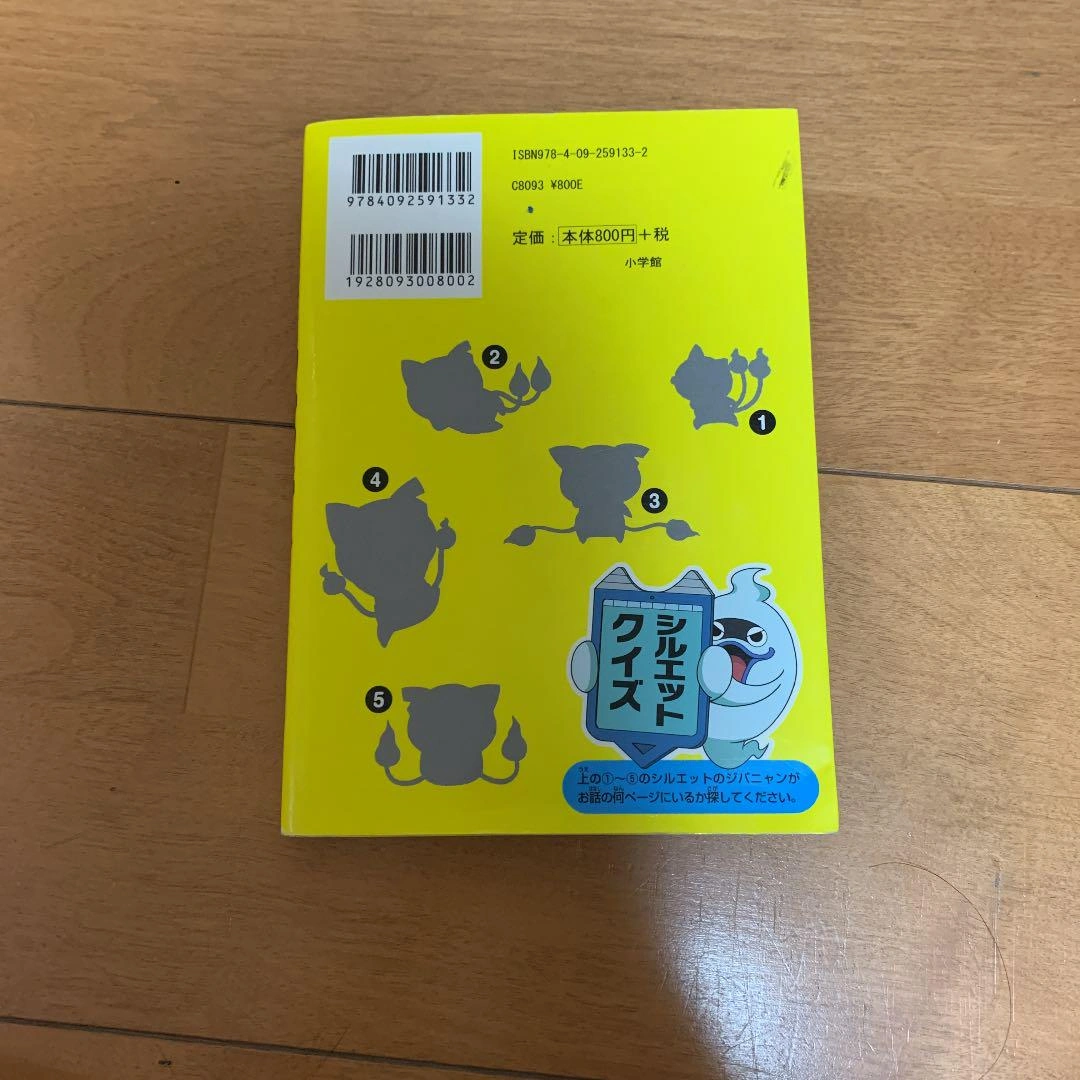 ISBN978-4-09-259133-2
9784092591332
C8093 ¥800E
定価：本体800円＋税
小学館
1928093008002
②
①
④
③
⑤
シルエット
クイズ
上の①～⑤のシルエットのジバニャンが
お話の何ページにいるか探してください。